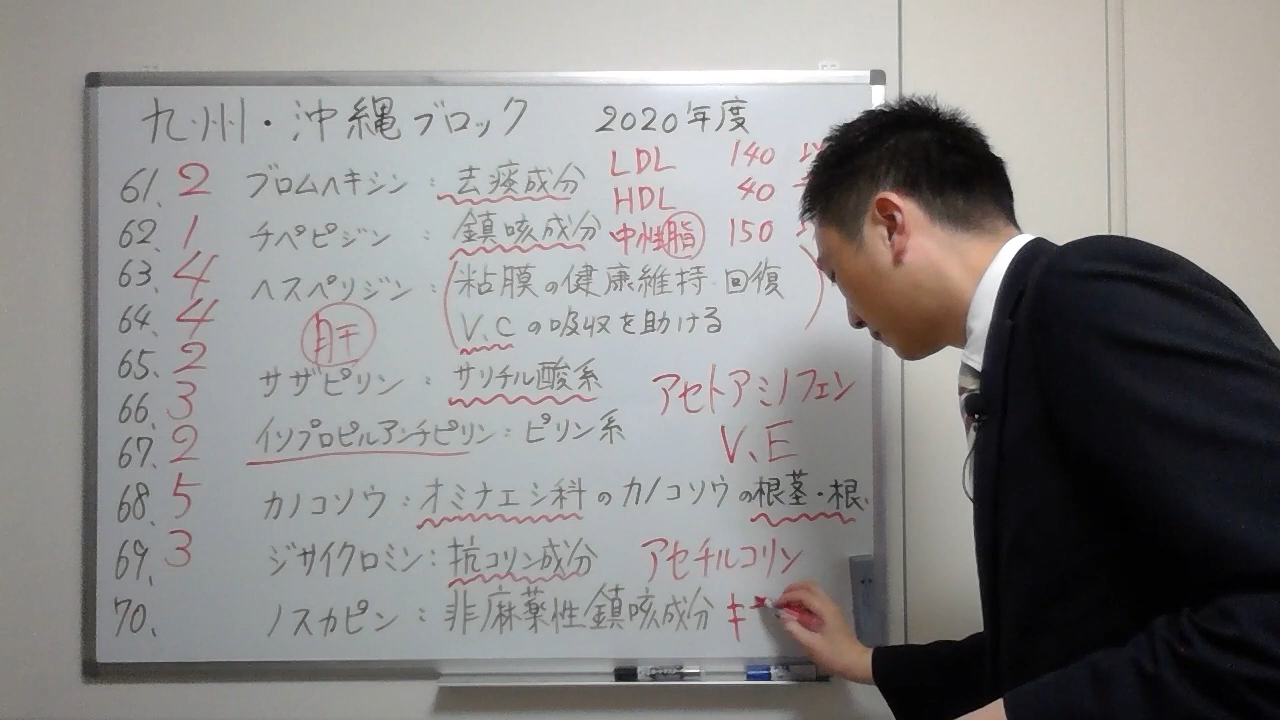 九州・沖縄ブロック 2020年度
61. 2 ブロムヘキシン：去痰成分 LDL 140
HDL 40
62. 1 チペピジン：鎮咳成分 中性脂 150
63. 4 ヘスペリジン：粘膜の健康維持・回復
64. 4 肝 V.Cの吸収を助ける
65. 2 サザピリン：サリチル酸系 アセトアミノフェン
66. 3
67. 2 イソプロピルアンチピリン：ピリン系 V.E
68. 5 カノコソウ：オミナエシ科のカノコソウの根茎・根.
69. 3 ジサイクロミン：抗コリン成分 アセチルコリン
70. ノスカピン：非麻薬性鎮咳成分 キ